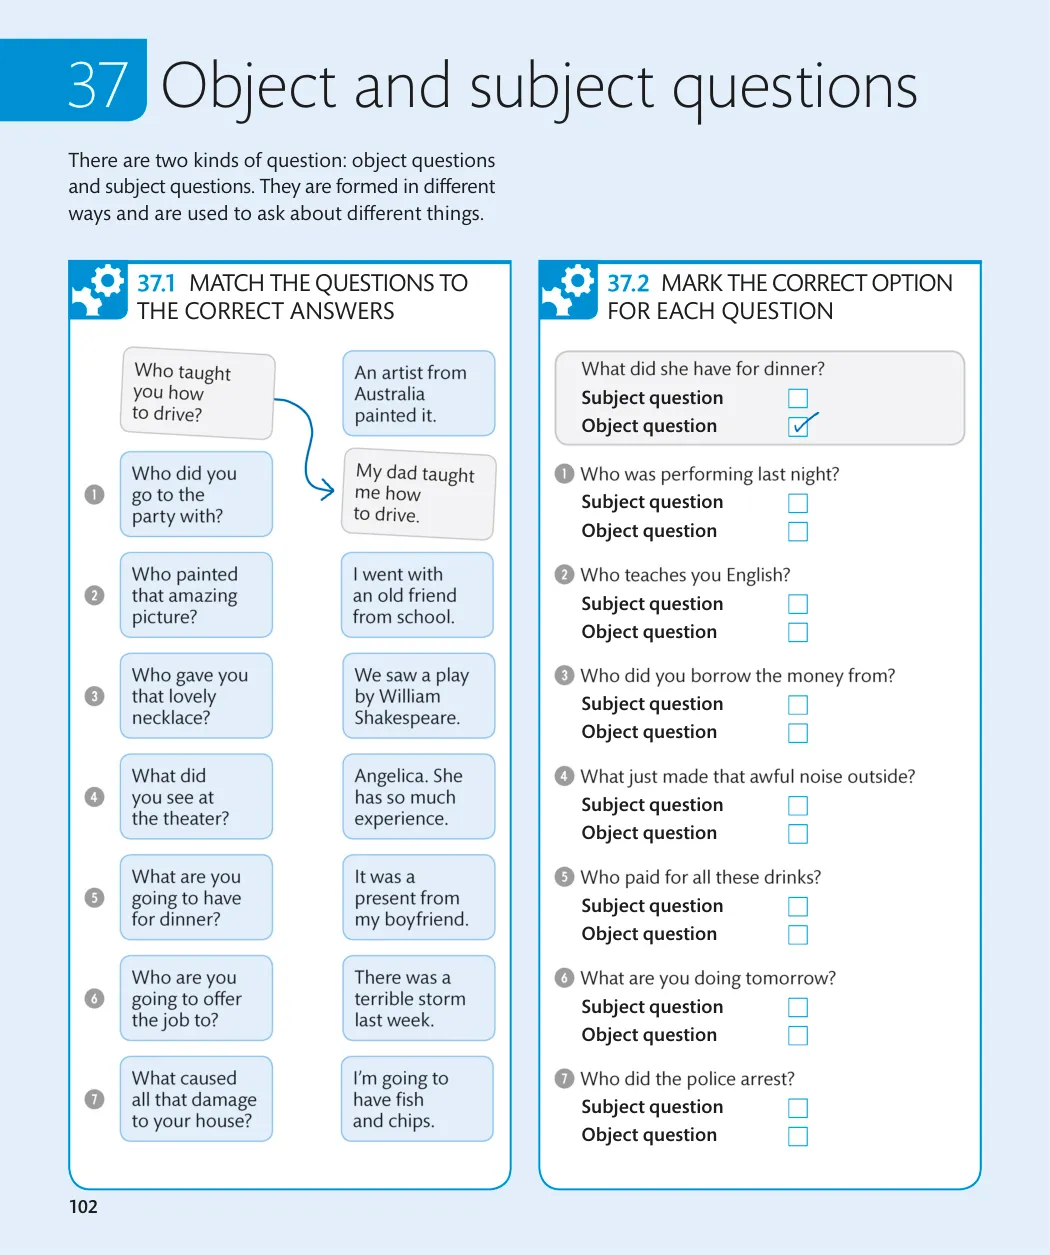 37 Object and subject questions
There are two kinds of question: object questions
and subject questions. They are formed in different
ways and are used to ask about different things.
37.1 MATCH THE QUESTIONS TO
THE CORRECT ANSWERS
Who taught
you how
to drive?
An artist from
Australia
painted it.
1
Who did you
go to the
party with?
My dad taught
me how
to drive.
2
Who painted
that amazing
picture?
I went with
an old friend
from school.
3
Who gave you
that lovely
necklace?
We saw a play
by William
Shakespeare.
4
What did
you see at
the theater?
Angelica. She
has so much
experience.
5
What are you
going to have
for dinner?
It was a
present from
my boyfriend.
6
Who are you
going to offer
the job to?
There was a
terrible storm
last week.
7
What caused
all that damage
to your house?
I'm going to
have fish
and chips.
37.2 MARK THE CORRECT OPTION
FOR EACH QUESTION
What did she have for dinner?
Subject question
Object question
1 Who was performing last night?
Subject question
Object question
2 Who teaches you English?
Subject question
Object question
3 Who did you borrow the money from?
Subject question
Object question
4 What just made that awful noise outside?
Subject question
Object question
5 Who paid for all these drinks?
Subject question
Object question
6 What are you doing tomorrow?
Subject question
Object question
7 Who did the police arrest?
Subject question
Object question
102